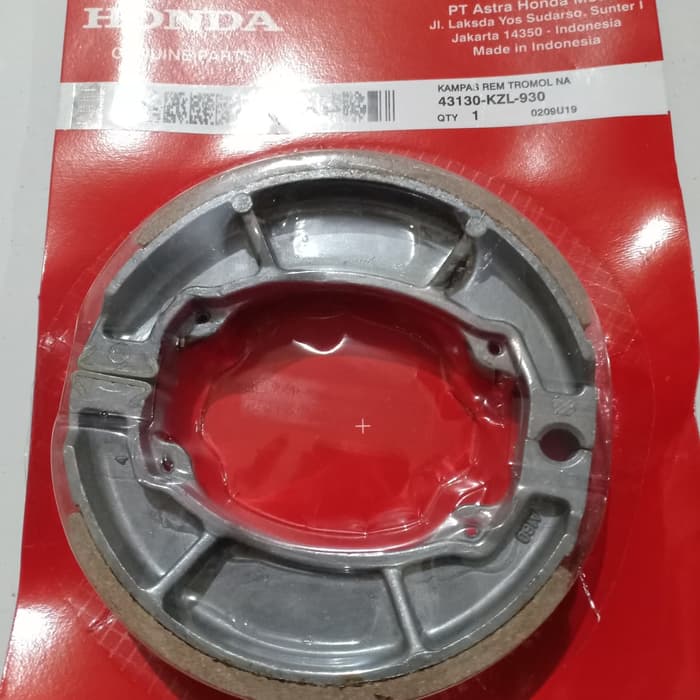 HONDA
GENUINE PARTS
PT Astra Honda
Jl. Laksda Yos Sudarso, Sunter I
Jakarta 14350 - Indonesia
Made in Indonesia
KAMPAS REM TROMOL NA
43130-KZL-930
QTY 1 0209U19